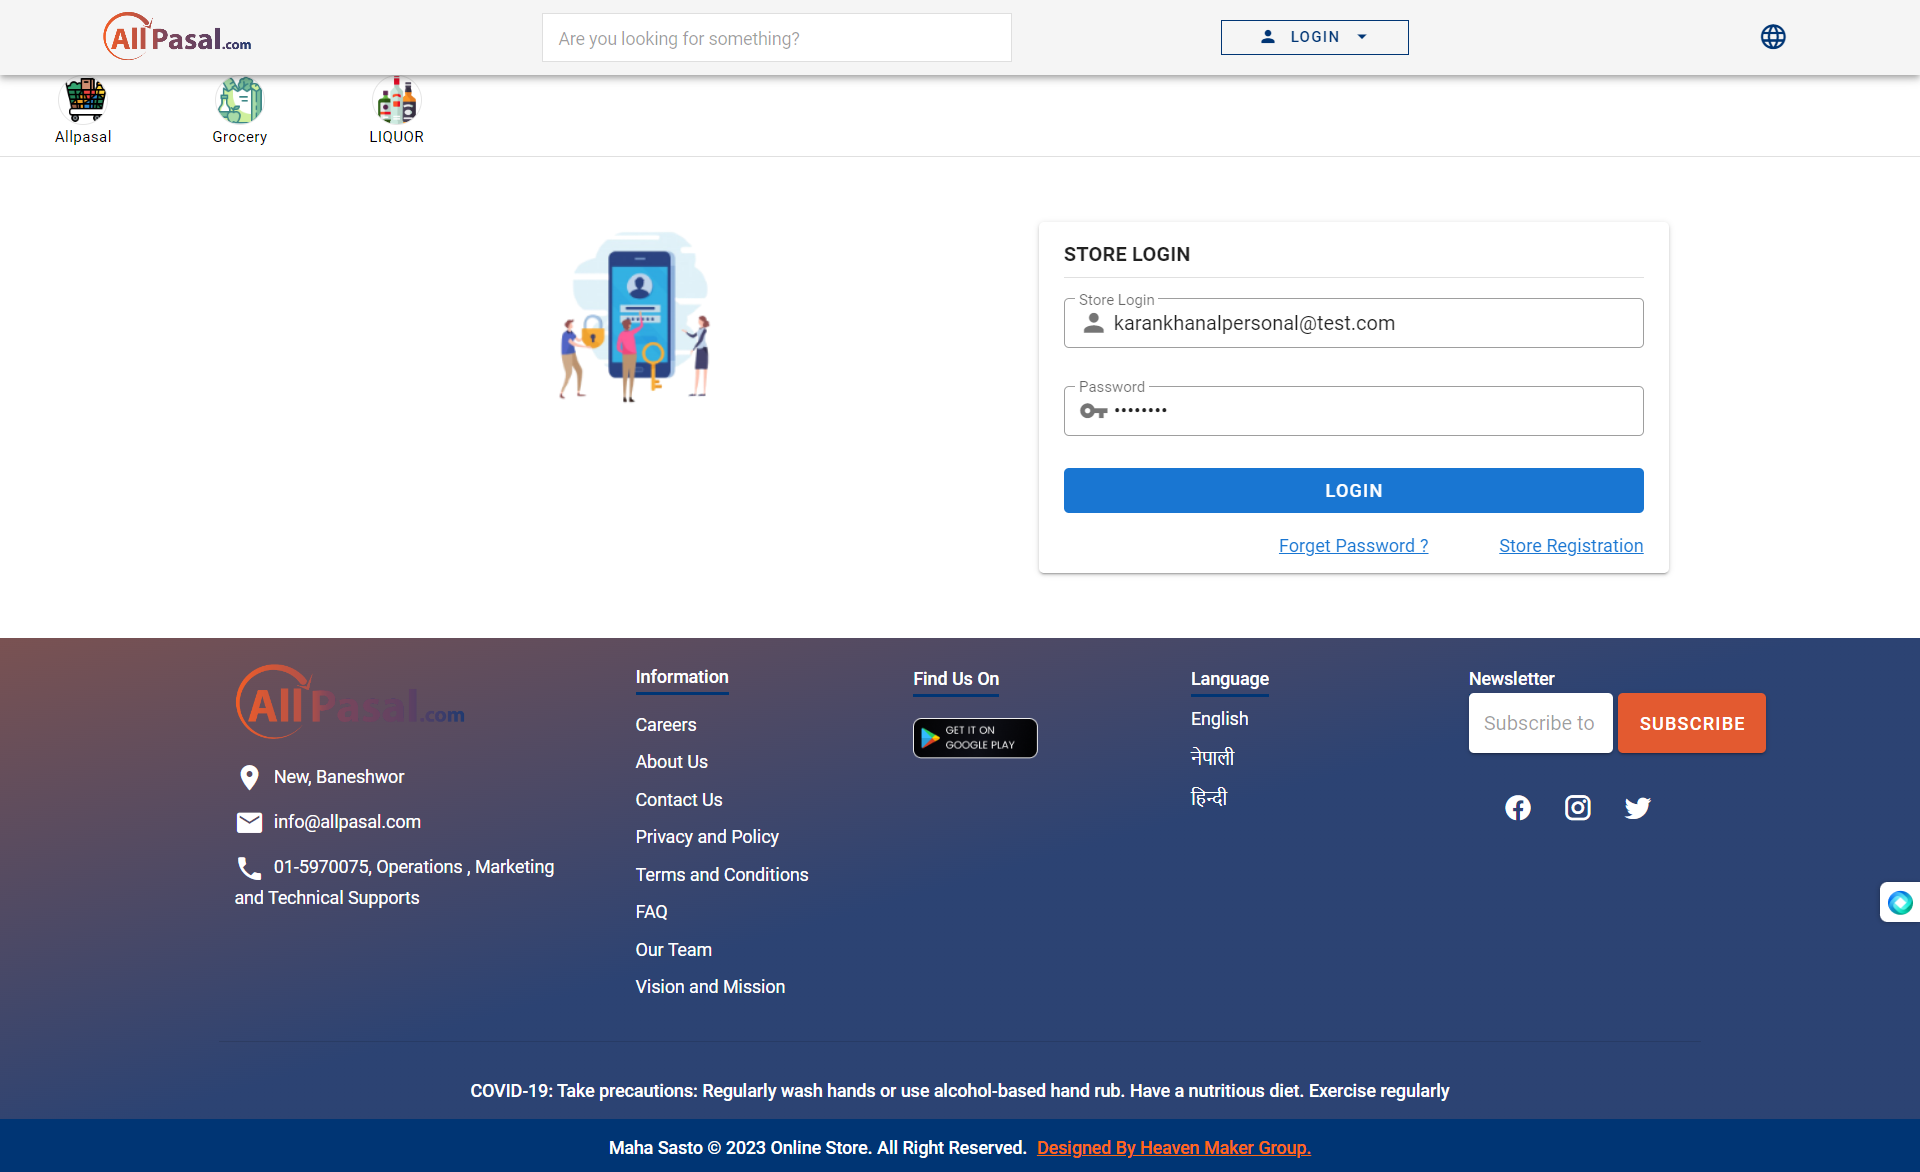 AllPasal.com
Are you looking for something?
LOGIN
Allpasal
Grocery
LIQUOR
STORE LOGIN
Store Login
karankhanalpersonal@test.com
Password
••••••••
LOGIN
Forget Password ?
Store Registration
AllPasal.com
New, Baneshwor
info@allpasal.com
01-5970075, Operations , Marketing
and Technical Supports
Information
Careers
About Us
Contact Us
Privacy and Policy
Terms and Conditions
FAQ
Our Team
Vision and Mission
Find Us On
GET IT ON
GOOGLE PLAY
Language
English
नेपाली
हिन्दी
Newsletter
Subscribe to
SUBSCRIBE
COVID-19: Take precautions: Regularly wash hands or use alcohol-based hand rub. Have a nutritious diet. Exercise regularly
Maha Sasto © 2023 Online Store. All Right Reserved. Designed By Heaven Maker Group.